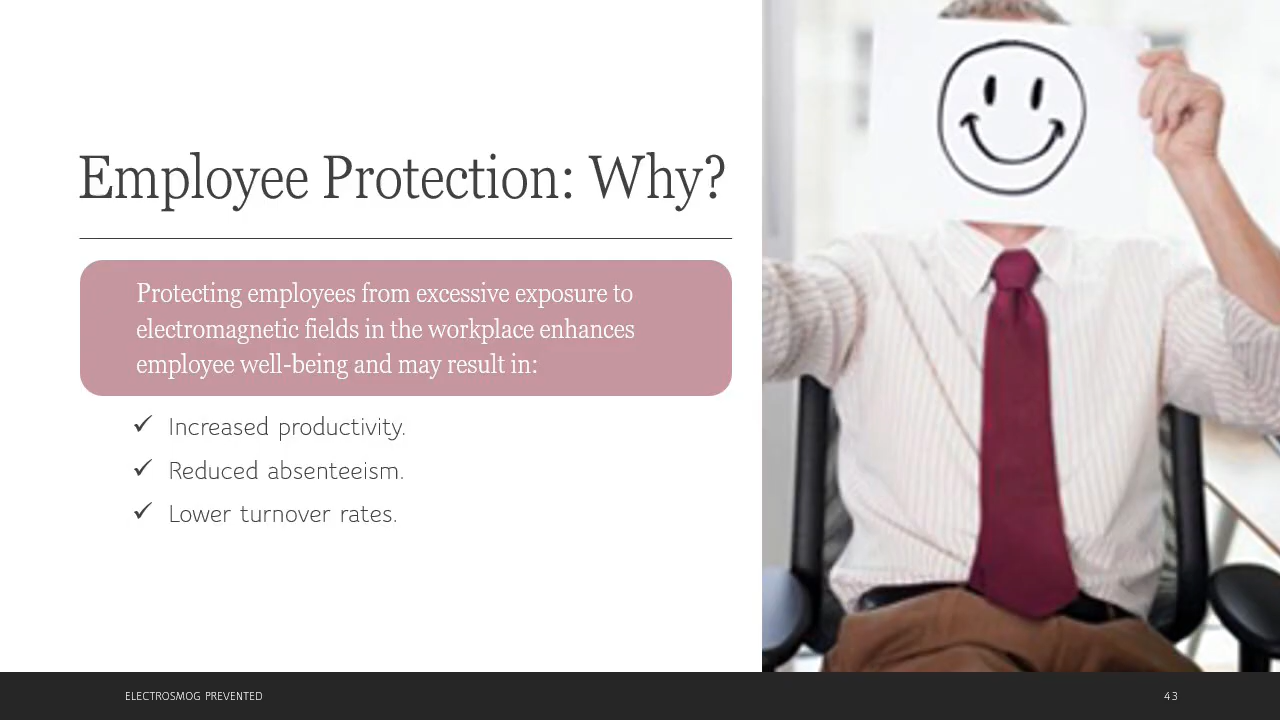 Employee Protection: Why?
Protecting employees from excessive exposure to
electromagnetic fields in the workplace enhances
employee well-being and may result in:
✓ Increased productivity.
✓ Reduced absenteeism.
✓ Lower turnover rates.
ELECTROSMOG PREVENTED
43